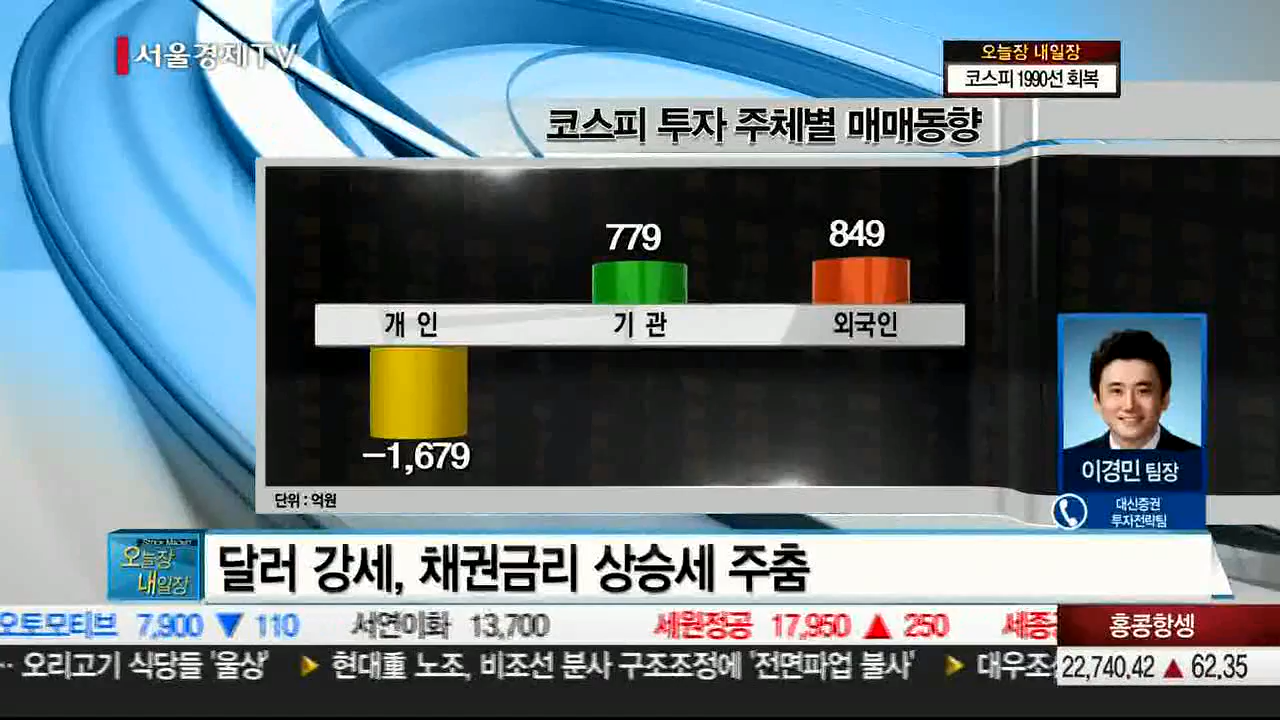 서울경제TV
오늘장 내일장
코스피 1990선 회복
코스피 투자 주체별 매매동향
779
849
개 인
기 관
외국인
-1,679
단위 : 억원
이경민 팀장
대신증권
투자전략팀
오늘장
내일장
달러 강세, 채권금리 상승세 주춤
오토모티브 7,900 ▼ 110 서연이화 13,700 세원정공 17,950 ▲ 250
홍콩항셍
·· 오리고기 식당들 '울상' ▶ 현대重 노조, 비조선 분사 구조조정에 '전면파업 불사' ▶ 대우조선
22,740.42 ▲ 62.35